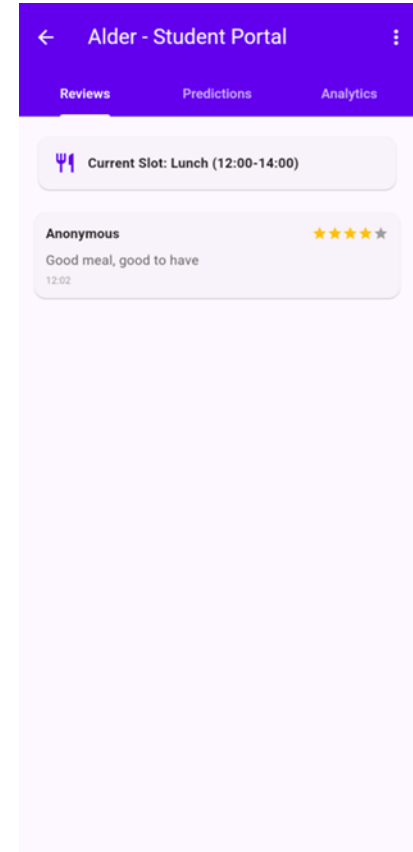 Alder - Student Portal
Reviews Predictions Analytics
Current Slot: Lunch (12:00-14:00)
Anonymous
Good meal, good to have
12:02